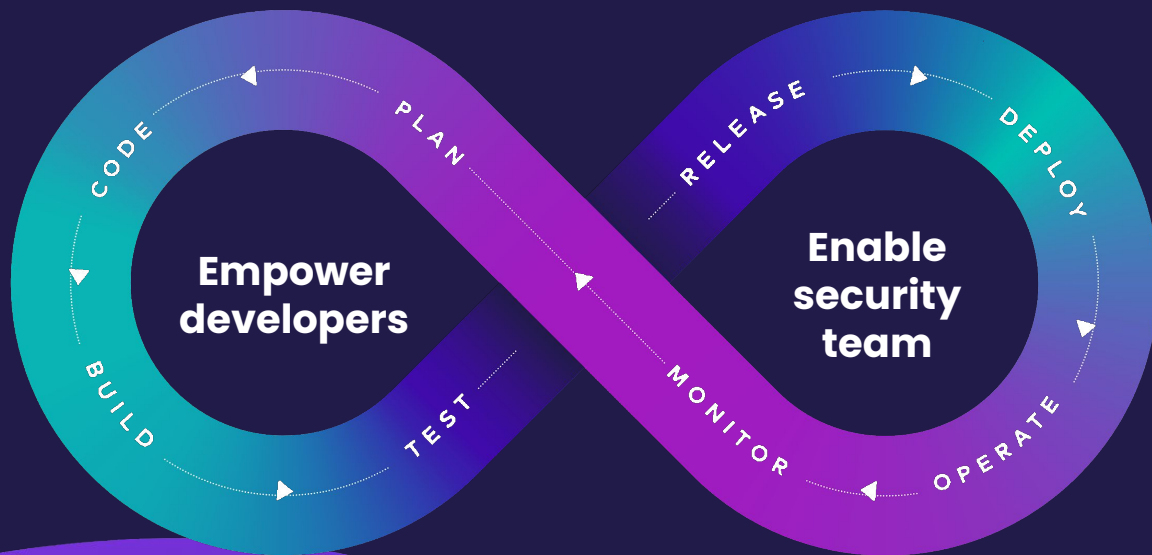 PLAN
CODE
BUILD
TEST
RELEASE
DEPLOY
OPERATE
MONITOR
Empower
developers
Enable
security
team